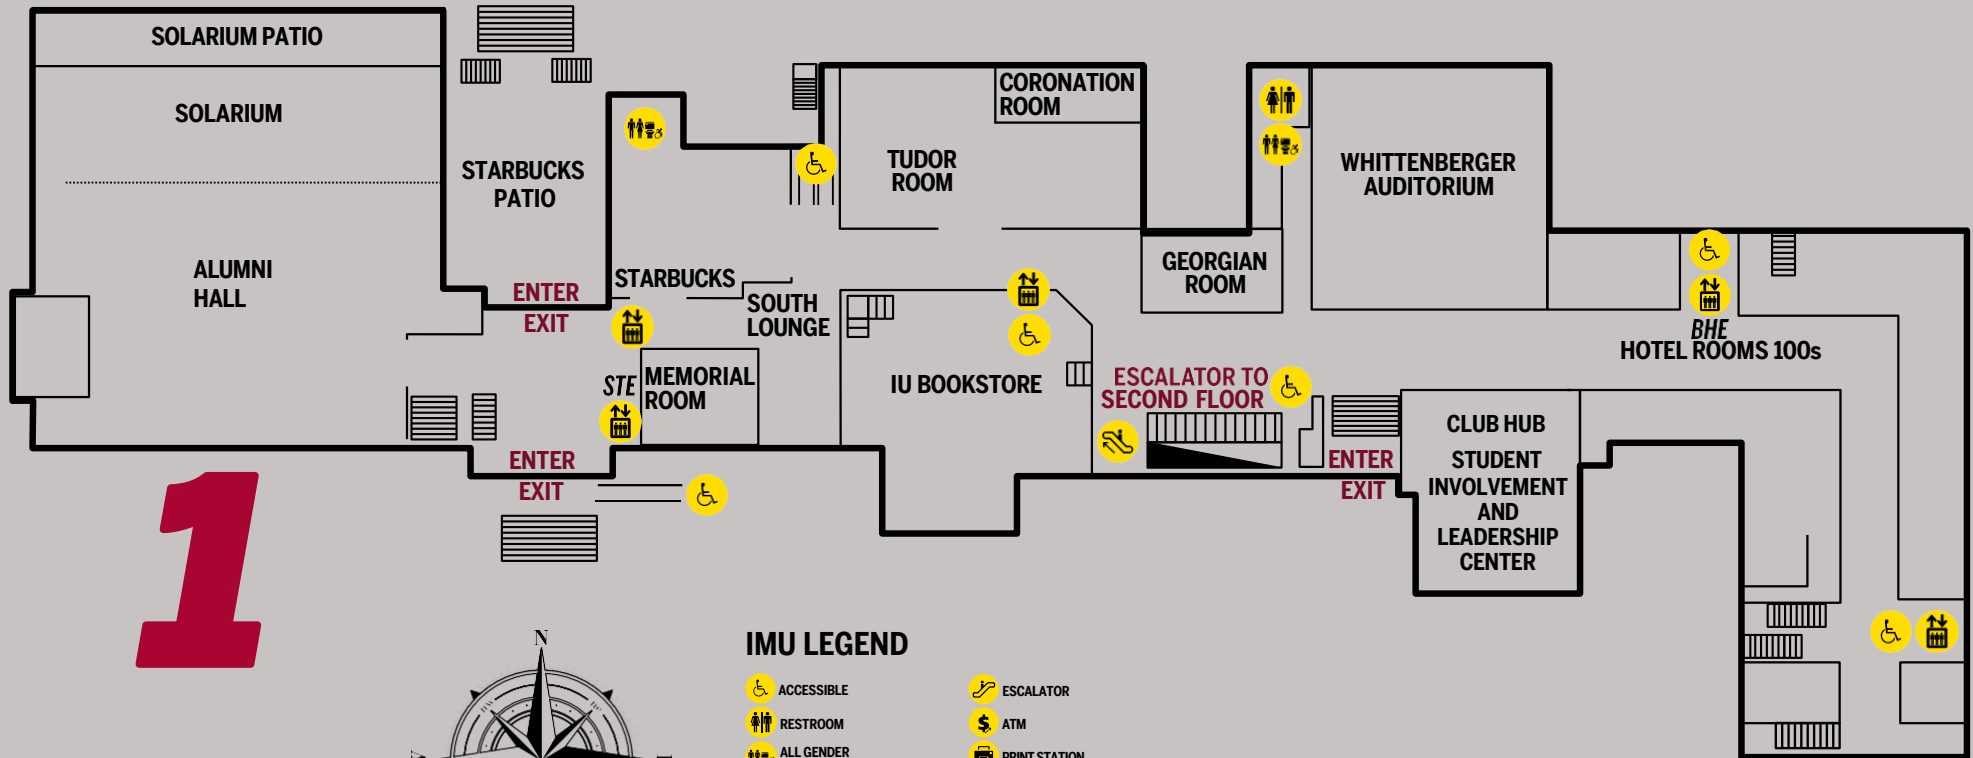 SOLARIUM PATIO
SOLARIUM
ALUMNI
HALL
STARBUCKS
PATIO
ENTER
EXIT
STARBUCKS
SOUTH
LOUNGE
STE
MEMORIAL
ROOM
ENTER
EXIT
TUDOR
ROOM
CORONATION
ROOM
IU BOOKSTORE
GEORGIAN
ROOM
ESCALATOR TO
SECOND FLOOR
WHITTENBERGER
AUDITORIUM
ENTER
EXIT
CLUB HUB
STUDENT
INVOLVEMENT
AND
LEADERSHIP
CENTER
BHE
HOTEL ROOMS 100s
1
N
IMU LEGEND
ACCESSIBLE
RESTROOM
ALL GENDER
ESCALATOR
$ ATM
PRINT STATION